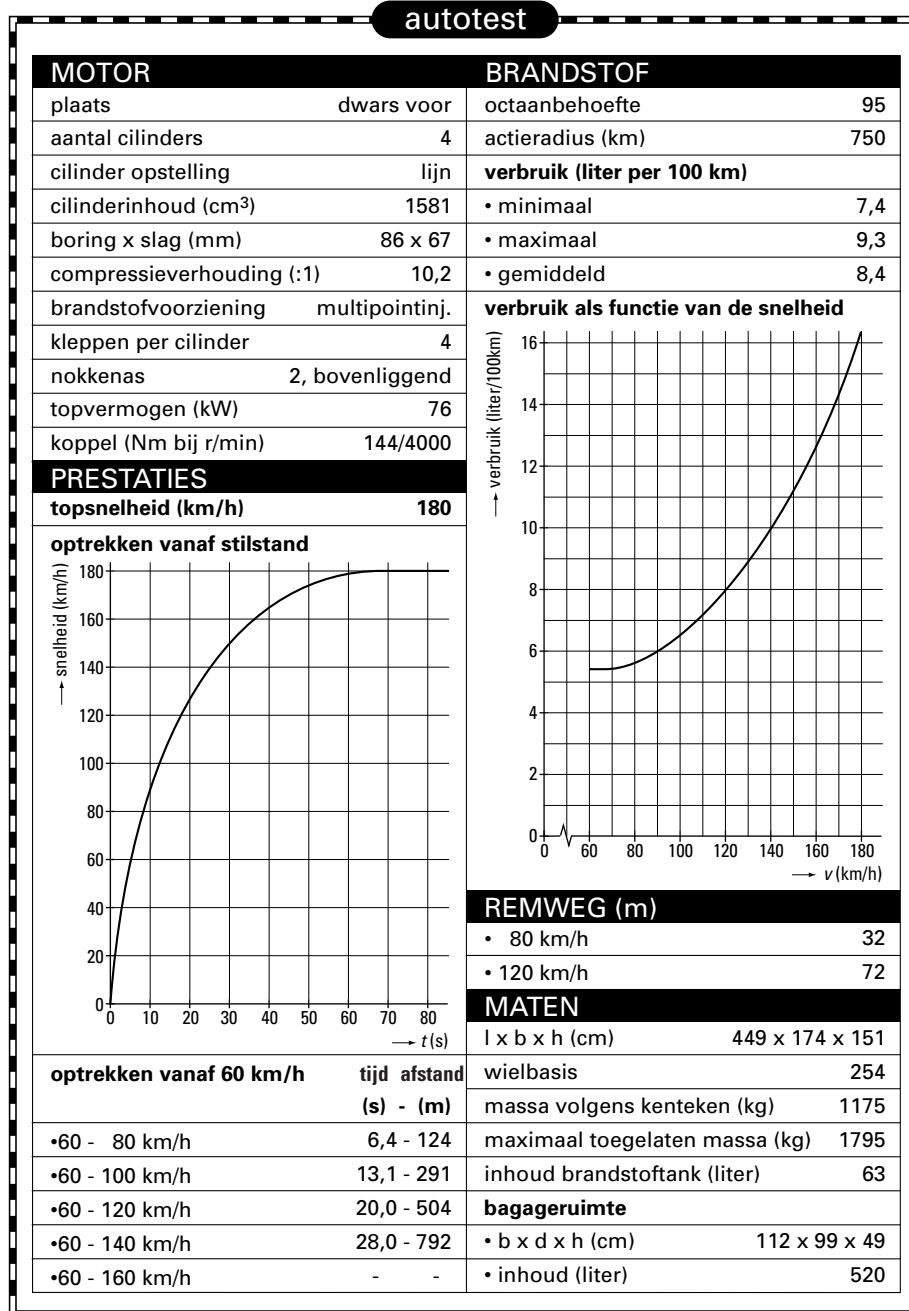 autotest
MOTOR
plaats dwars voor
aantal cilinders 4
cilinder opstelling lijn
cilinderinhoud (cm³) 1581
boring x slag (mm) 86 x 67
compressieverhouding (:1) 10,2
brandstofvoorziening multipointinj.
kleppen per cilinder 4
nokkenas 2, bovenliggend
topvermogen (kW) 76
koppel (Nm bij r/min) 144/4000
PRESTATIES
topsnelheid (km/h) 180
optrekken vanaf stilstand
snelheid (km/h)
180
160
140
120
100
80
60
40
20
0
0 10 20 30 40 50 60 70 80
t (s)
optrekken vanaf 60 km/h tijd afstand
(s) - (m)
•60 - 80 km/h 6,4 - 124
•60 - 100 km/h 13,1 - 291
•60 - 120 km/h 20,0 - 504
•60 - 140 km/h 28,0 - 792
•60 - 160 km/h - -
BRANDSTOF
octaanbehoefte 95
actieradius (km) 750
verbruik (liter per 100 km)
• minimaal 7,4
• maximaal 9,3
• gemiddeld 8,4
verbruik als functie van de snelheid
verbruik (liter/100km)
16
14
12
10
8
6
4
2
0
0 60 80 100 120 140 160 180
v (km/h)
REMWEG (m)
• 80 km/h 32
• 120 km/h 72
MATEN
l x b x h (cm) 449 x 174 x 151
wielbasis 254
massa volgens kenteken (kg) 1175
maximaal toegelaten massa (kg) 1795
inhoud brandstoftank (liter) 63
bagageruimte
• b x d x h (cm) 112 x 99 x 49
• inhoud (liter) 520